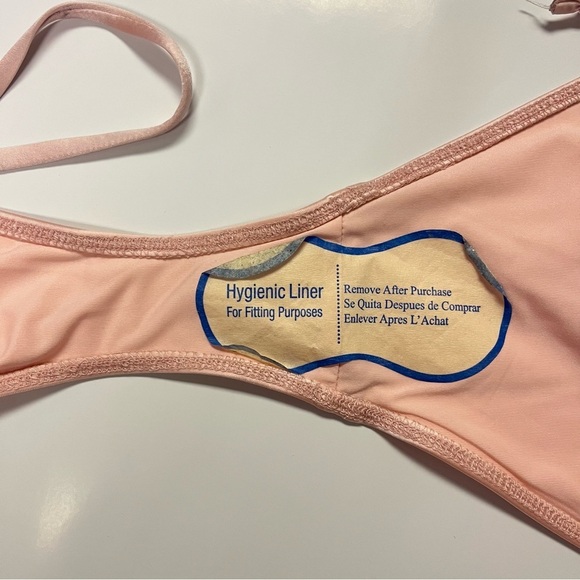 Hygienic Liner
For Fitting Purposes
Remove After Purchase
Se Quita Despues de Comprar
Enlever Apres L'Achat